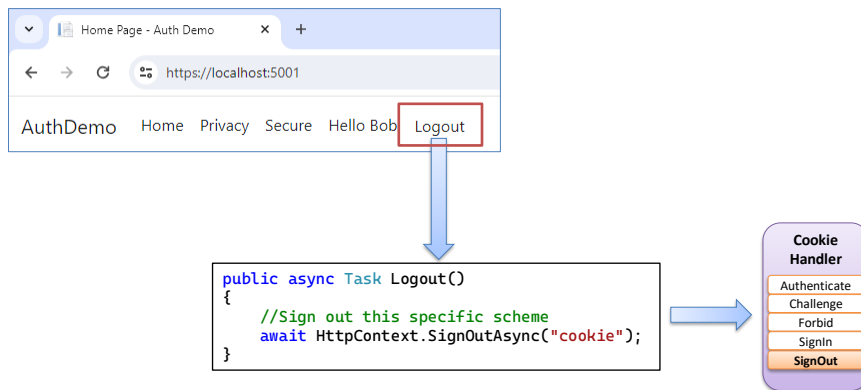 Home Page - Auth Demo
https://localhost:5001
AuthDemo Home Privacy Secure Hello Bob Logout
public async Task Logout()
{
//Sign out this specific scheme
await HttpContext.SignOutAsync("cookie");
}
Cookie
Handler
Authenticate
Challenge
Forbid
SignIn
SignOut